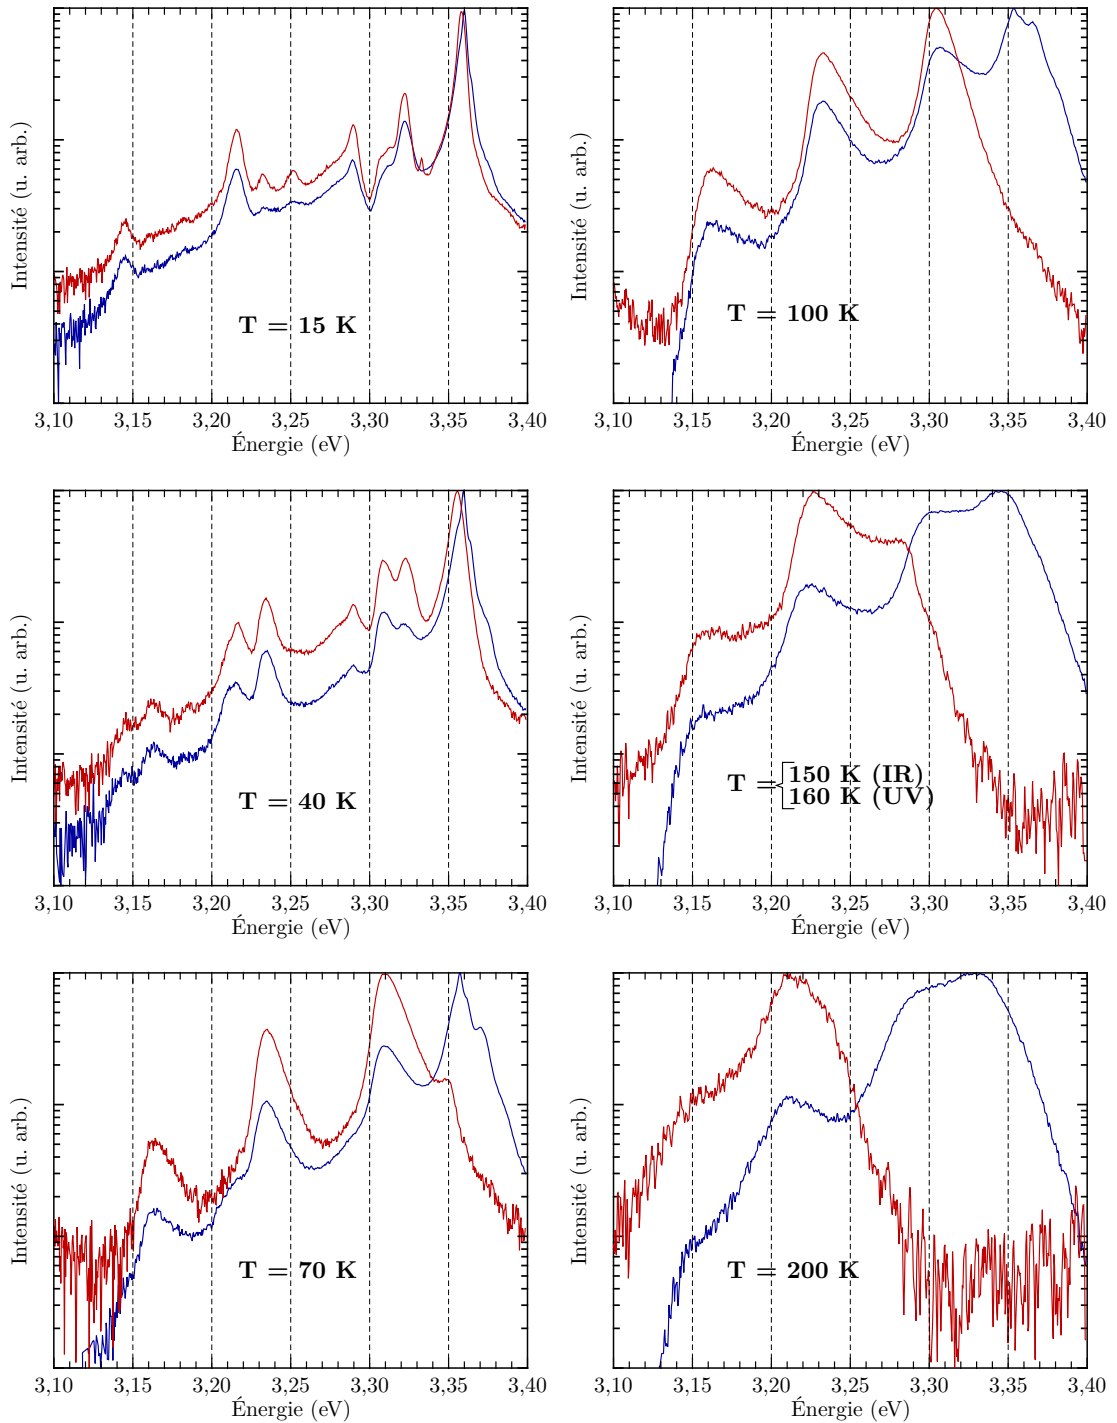 Intensité (u. arb.)
T = 15 K
3,10 3,15 3,20 3,25 3,30 3,35 3,40
Énergie (eV)
Intensité (u. arb.)
T = 100 K
3,10 3,15 3,20 3,25 3,30 3,35 3,40
Énergie (eV)
Intensité (u. arb.)
T = 40 K
3,10 3,15 3,20 3,25 3,30 3,35 3,40
Énergie (eV)
Intensité (u. arb.)
T = 150 K (IR)
160 K (UV)
3,10 3,15 3,20 3,25 3,30 3,35 3,40
Énergie (eV)
Intensité (u. arb.)
T = 70 K
3,10 3,15 3,20 3,25 3,30 3,35 3,40
Énergie (eV)
Intensité (u. arb.)
T = 200 K
3,10 3,15 3,20 3,25 3,30 3,35 3,40
Énergie (eV)